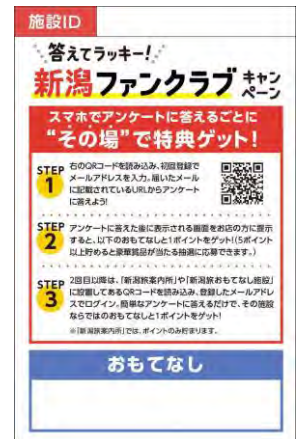 施設ID
答えてラッキー!
新潟ファンクラブ キャンペーン
スマホでアンケートに答えるごとに
“その場”で特典ゲット!
STEP 1
右のQRコードを読み込み、初回登録で
メールアドレスを入力。届いたメール
に記載されているURLからアンケート
に答えよう!
STEP 2
アンケートに答えた後に表示される画面をお店の方に提示
すると、以下のおもてなしと1ポイントをゲット!(5ポイント
以上貯めると豪華賞品が当たる抽選に応募できます。)
STEP 3
2回目以降は、「新潟旅案内所」や「新潟旅おもてなし施設」
に設置してあるQRコードを読み込み、登録したメールアドレ
スでログイン。簡単なアンケートに答えるだけで、その施設
ならではのおもてなしと1ポイントをゲット!
※「新潟旅案内所」では、ポイントのみ貯まります。
おもてなし